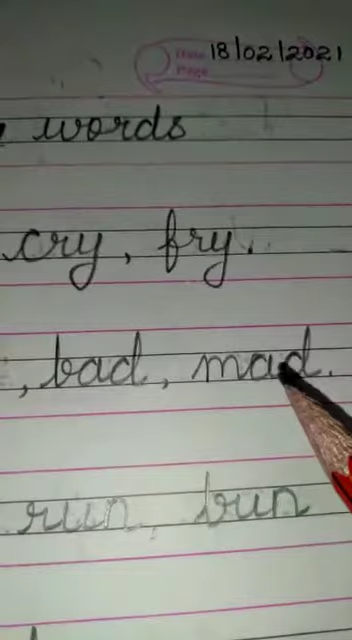 18/02/2021
words
cry, fry.
, bad, mad.
run, bun